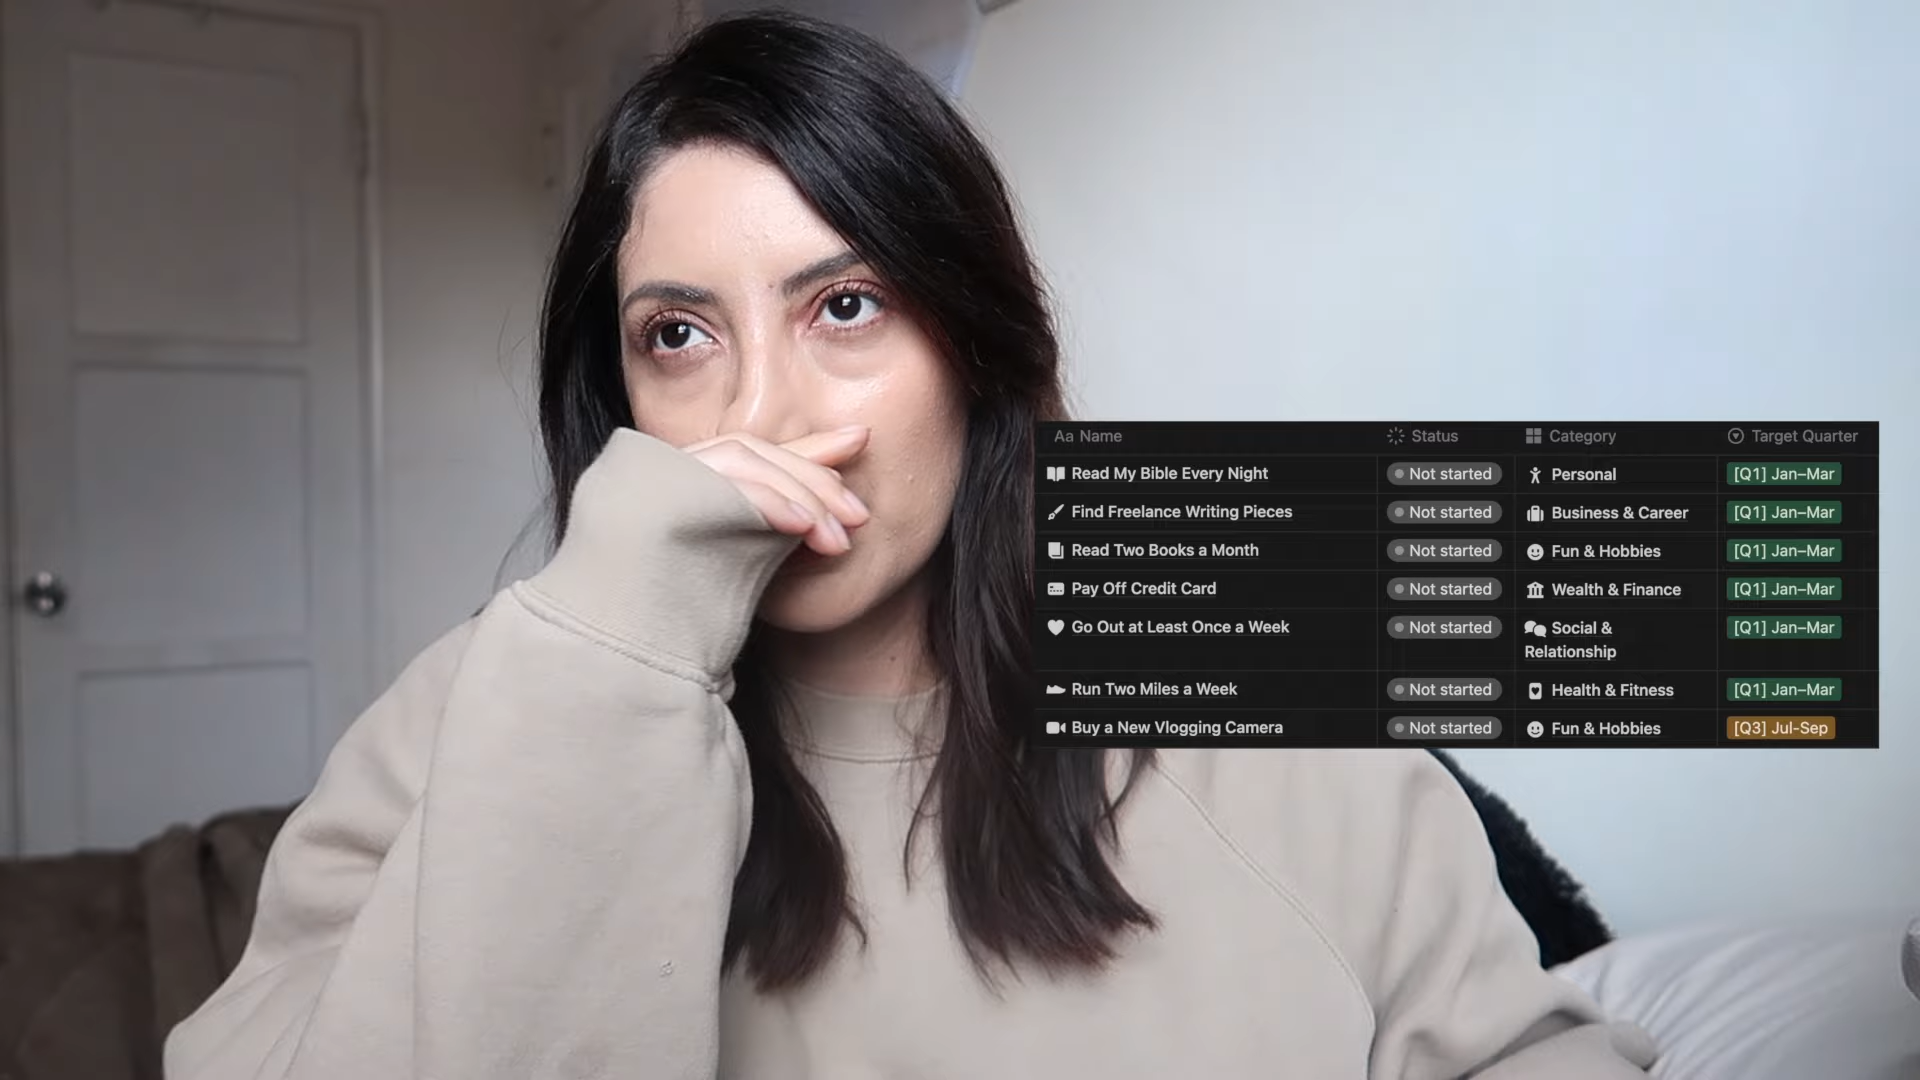 Aa Name Status Category Target Quarter
Read My Bible Every Night Not started Personal [Q1] Jan–Mar
Find Freelance Writing Pieces Not started Business & Career [Q1] Jan–Mar
Read Two Books a Month Not started Fun & Hobbies [Q1] Jan–Mar
Pay Off Credit Card Not started Wealth & Finance [Q1] Jan–Mar
Go Out at Least Once a Week Not started Social & [Q1] Jan–Mar
Relationship
Run Two Miles a Week Not started Health & Fitness [Q1] Jan–Mar
Buy a New Vlogging Camera Not started Fun & Hobbies [Q3] Jul-Sep